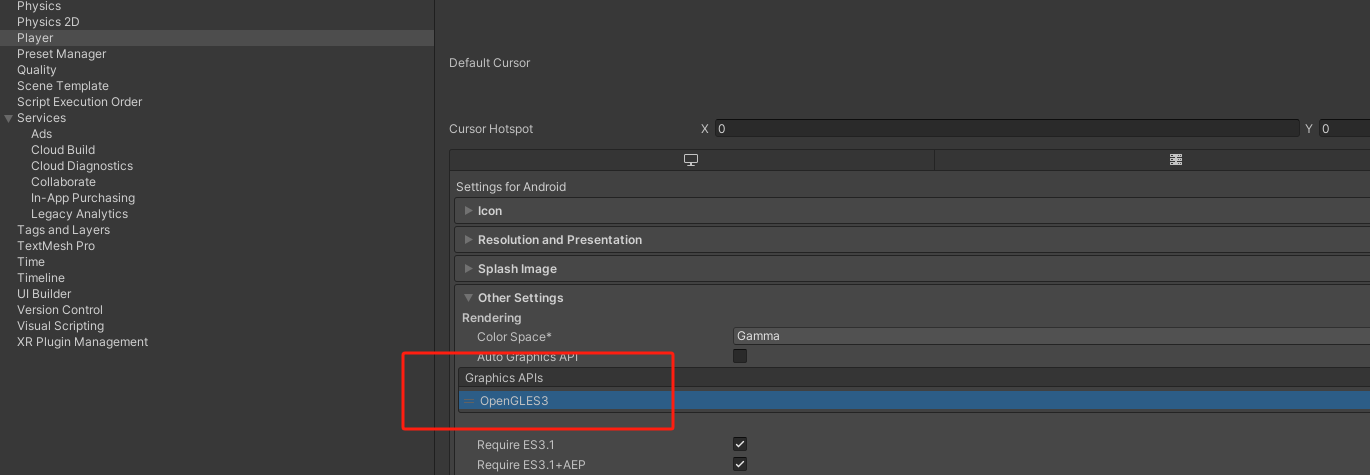 Physics
Physics 2D
Player
Preset Manager
Quality
Scene Template
Script Execution Order
Services
Ads
Cloud Build
Cloud Diagnostics
Collaborate
In-App Purchasing
Legacy Analytics
Tags and Layers
TextMesh Pro
Time
Timeline
UI Builder
Version Control
Visual Scripting
XR Plugin Management
Default Cursor
Cursor Hotspot X 0 Y 0
Settings for Android
Icon
Resolution and Presentation
Splash Image
Other Settings
Rendering
Color Space* Gamma
Auto Graphics API
Graphics APIs
OpenGLES3
Require ES3.1
Require ES3.1+AEP